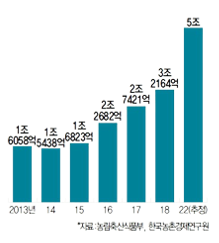 5조
3조
2164억
2조
7421억
2조
2682억
1조
6823억
1조
5438억
1조
6058억
2013년 14 15 16 17 18 22(추정)
*자료:농림축산식품부, 한국농촌경제연구원